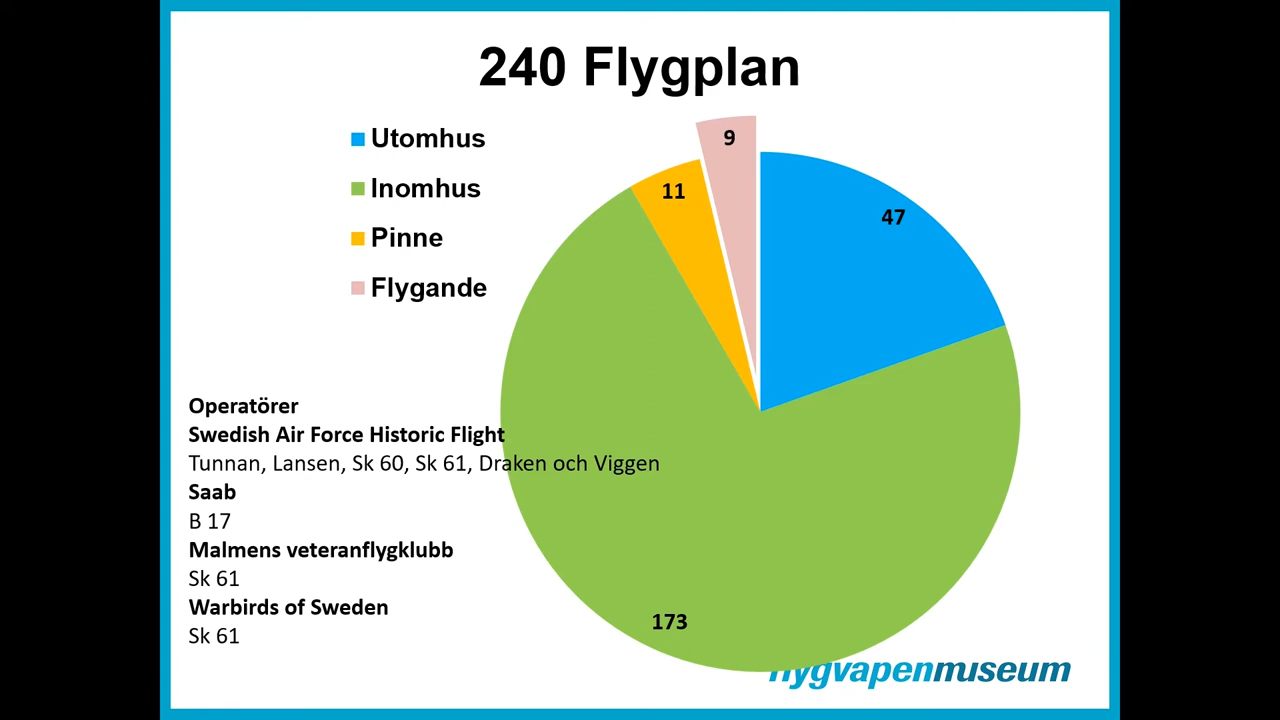 240 Flygplan
Utomhus
Inomhus
Pinne
Flygande
9
11
47
173
Operatörer
Swedish Air Force Historic Flight
Tunnan, Lansen, Sk 60, Sk 61, Draken och Viggen
Saab
B 17
Malmens veteranflygklubb
Sk 61
Warbirds of Sweden
Sk 61
flygvapenmuseum